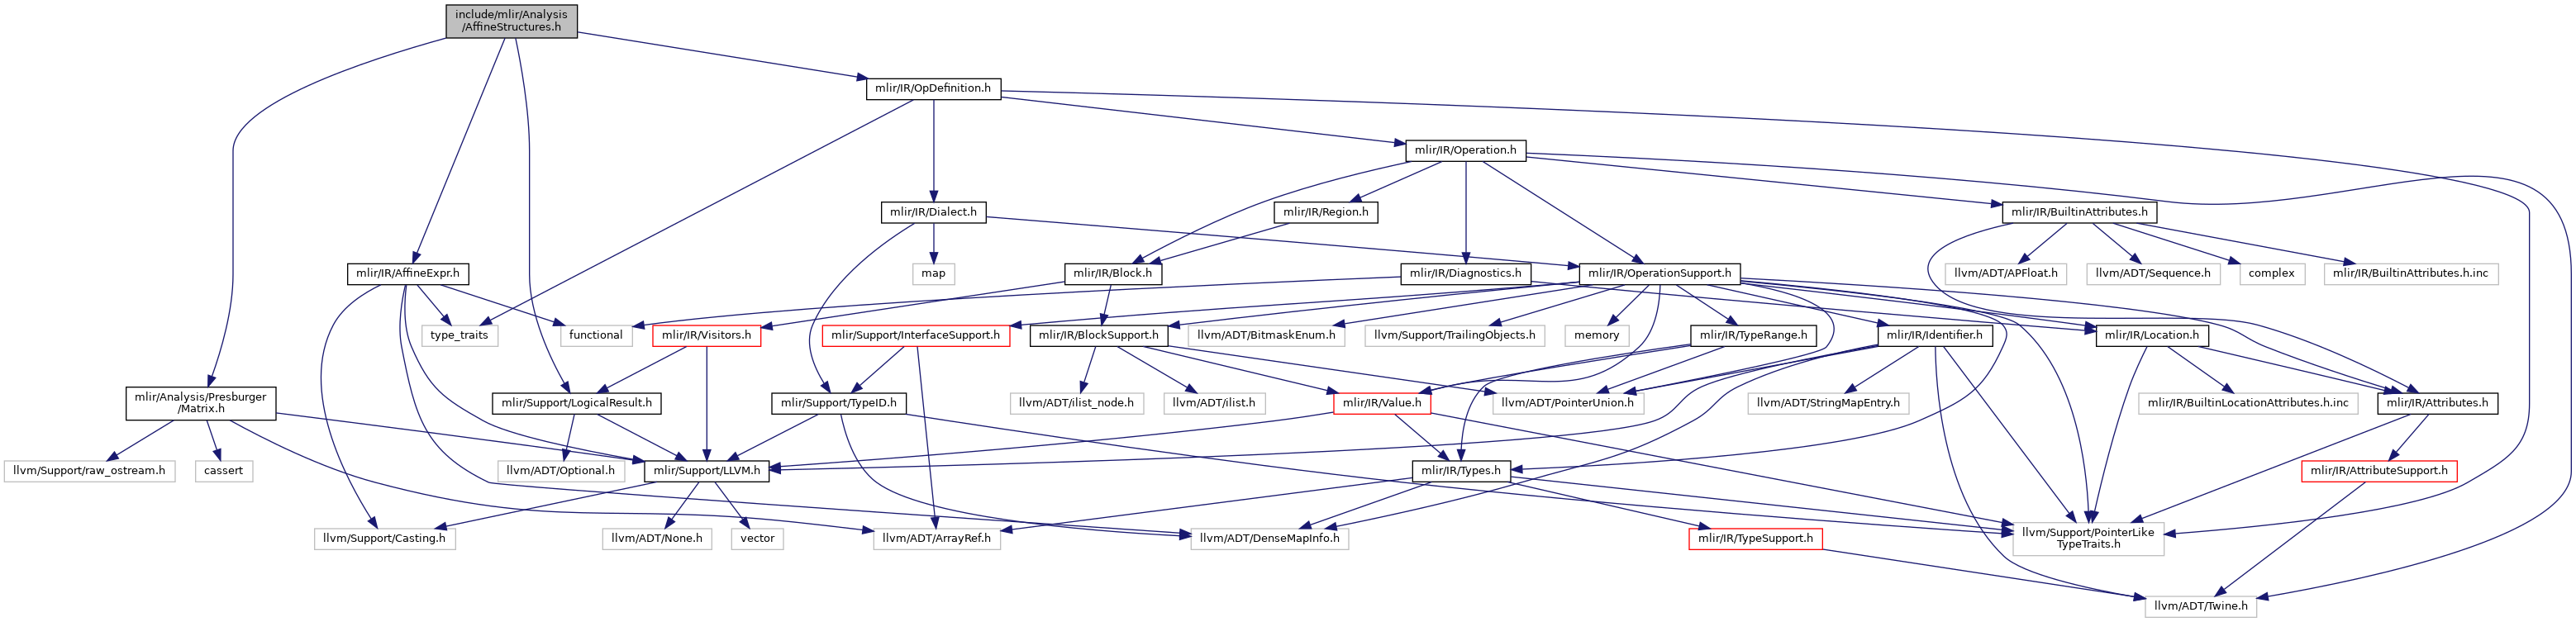 include/mlir/Analysis
/AffineStructures.h
mlir/IR/OpDefinition.h
mlir/IR/Operation.h
mlir/IR/Dialect.h
mlir/IR/Region.h
mlir/IR/BuiltinAttributes.h
mlir/IR/AffineExpr.h
map
mlir/IR/Block.h
mlir/IR/Diagnostics.h
mlir/IR/OperationSupport.h
llvm/ADT/APFloat.h
llvm/ADT/Sequence.h
complex
mlir/IR/BuiltinAttributes.h.inc
type_traits
functional
mlir/IR/Visitors.h
mlir/Support/InterfaceSupport.h
mlir/IR/BlockSupport.h
llvm/ADT/BitmaskEnum.h
llvm/Support/TrailingObjects.h
memory
mlir/IR/TypeRange.h
mlir/IR/Identifier.h
mlir/IR/Location.h
mlir/Analysis/Presburger
/Matrix.h
mlir/Support/LogicalResult.h
mlir/Support/TypeID.h
llvm/ADT/ilist_node.h
llvm/ADT/ilist.h
mlir/IR/Value.h
llvm/ADT/PointerUnion.h
llvm/ADT/StringMapEntry.h
mlir/IR/BuiltinLocationAttributes.h.inc
mlir/IR/Attributes.h
llvm/Support/raw_ostream.h
cassert
llvm/ADT/Optional.h
mlir/Support/LLVM.h
mlir/IR/Types.h
mlir/IR/AttributeSupport.h
llvm/Support/Casting.h
llvm/ADT/None.h
vector
llvm/ADT/ArrayRef.h
llvm/ADT/DenseMapInfo.h
mlir/IR/TypeSupport.h
llvm/Support/PointerLike
TypeTraits.h
llvm/ADT/Twine.h